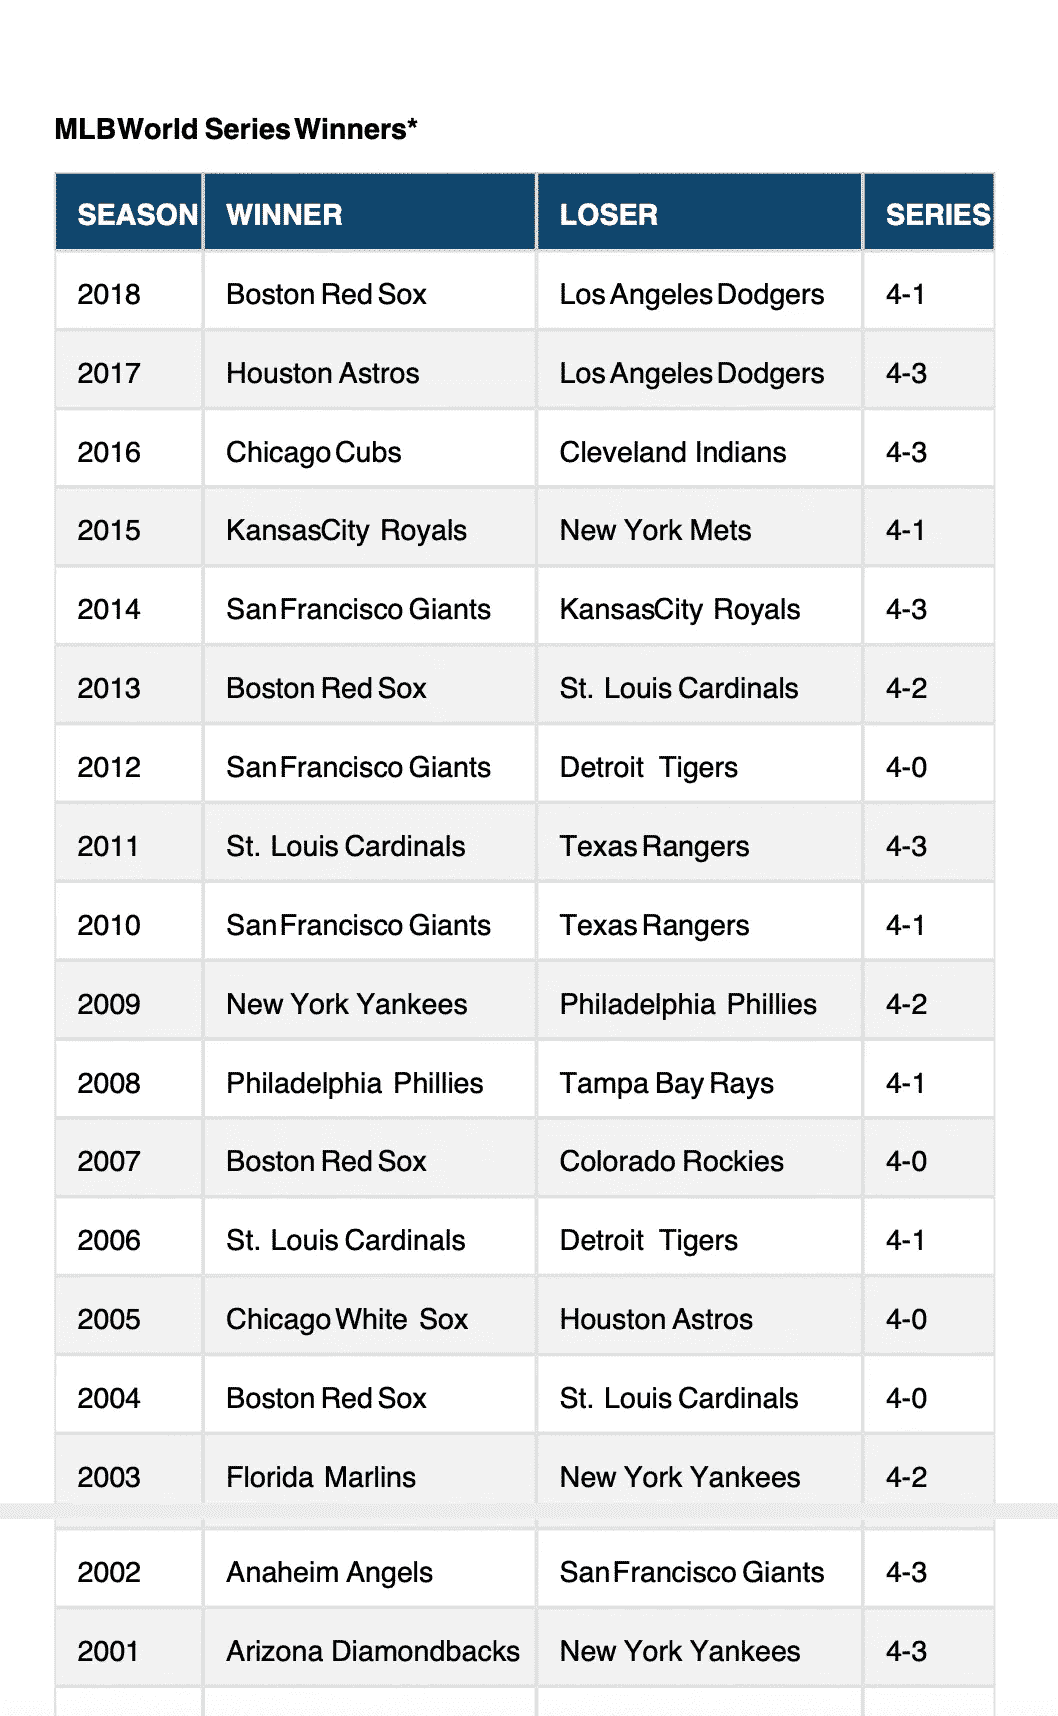 MLB World Series Winners*
SEASON WINNER LOSER SERIES
2018 Boston Red Sox Los Angeles Dodgers 4-1
2017 Houston Astros Los Angeles Dodgers 4-3
2016 Chicago Cubs Cleveland Indians 4-3
2015 Kansas City Royals New York Mets 4-1
2014 San Francisco Giants Kansas City Royals 4-3
2013 Boston Red Sox St. Louis Cardinals 4-2
2012 San Francisco Giants Detroit Tigers 4-0
2011 St. Louis Cardinals Texas Rangers 4-3
2010 San Francisco Giants Texas Rangers 4-1
2009 New York Yankees Philadelphia Phillies 4-2
2008 Philadelphia Phillies Tampa Bay Rays 4-1
2007 Boston Red Sox Colorado Rockies 4-0
2006 St. Louis Cardinals Detroit Tigers 4-1
2005 Chicago White Sox Houston Astros 4-0
2004 Boston Red Sox St. Louis Cardinals 4-0
2003 Florida Marlins New York Yankees 4-2
2002 Anaheim Angels San Francisco Giants 4-3
2001 Arizona Diamondbacks New York Yankees 4-3